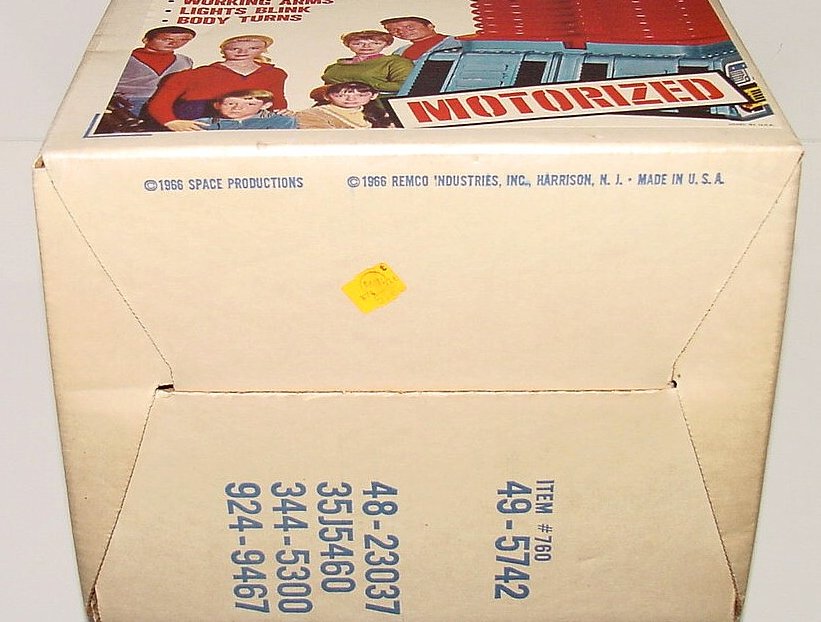 • WORKING ARMS
• LIGHTS BLINK
• BODY TURNS
MOTORIZED
©1966 SPACE PRODUCTIONS
©1966 REMCO INDUSTRIES, INC., HARRISON, N. J. • MADE IN U. S. A.
ITEM #760
49-5742
48-23037
35J5460
344-5300
924-9467